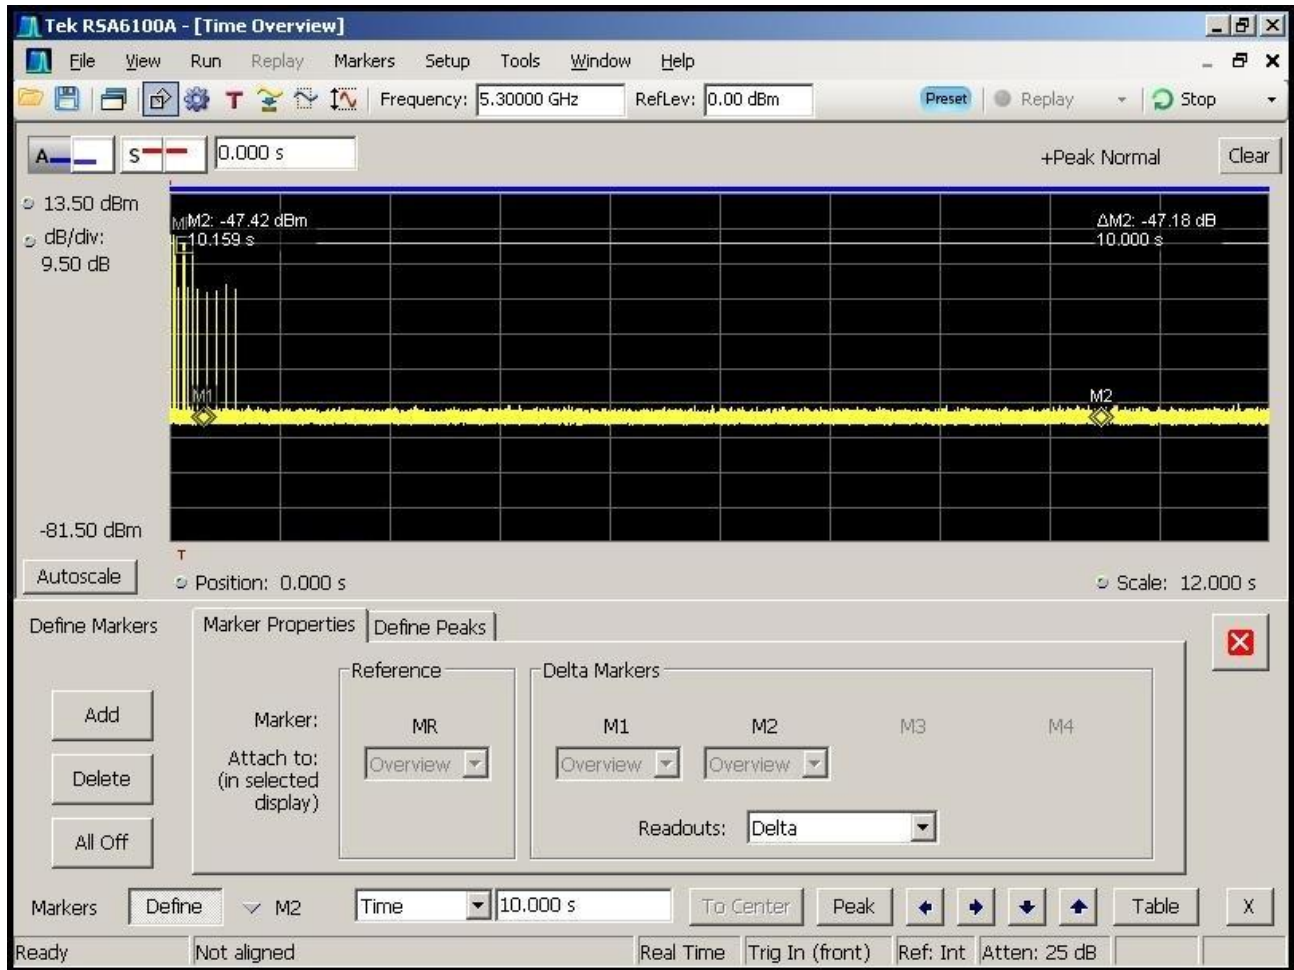 Tek RSA6100A - [Time Overview]
File View Run Replay Markers Setup Tools Window Help
Frequency: 5.30000 GHz RefLev: 0.00 dBm Preset Replay Stop
A S 0.000 s +Peak Normal Clear
13.50 dBm
dB/div:
9.50 dB
M2: -47.42 dBm
10.159 s
ΔM2: -47.18 dB
10.000 s
M1 M2
-81.50 dBm
T
Autoscale Position: 0.000 s Scale: 12.000 s
Define Markers Marker Properties Define Peaks
Reference Delta Markers
Add Marker: MR M1 M2 M3 M4
Attach to:
(in selected
display)
Overview Overview Overview
Delete
Readouts: Delta
All Off
Markers Define M2 Time 10.000 s To Center Peak Table X
Ready Not aligned Real Time Trig In (front) Ref: Int Atten: 25 dB